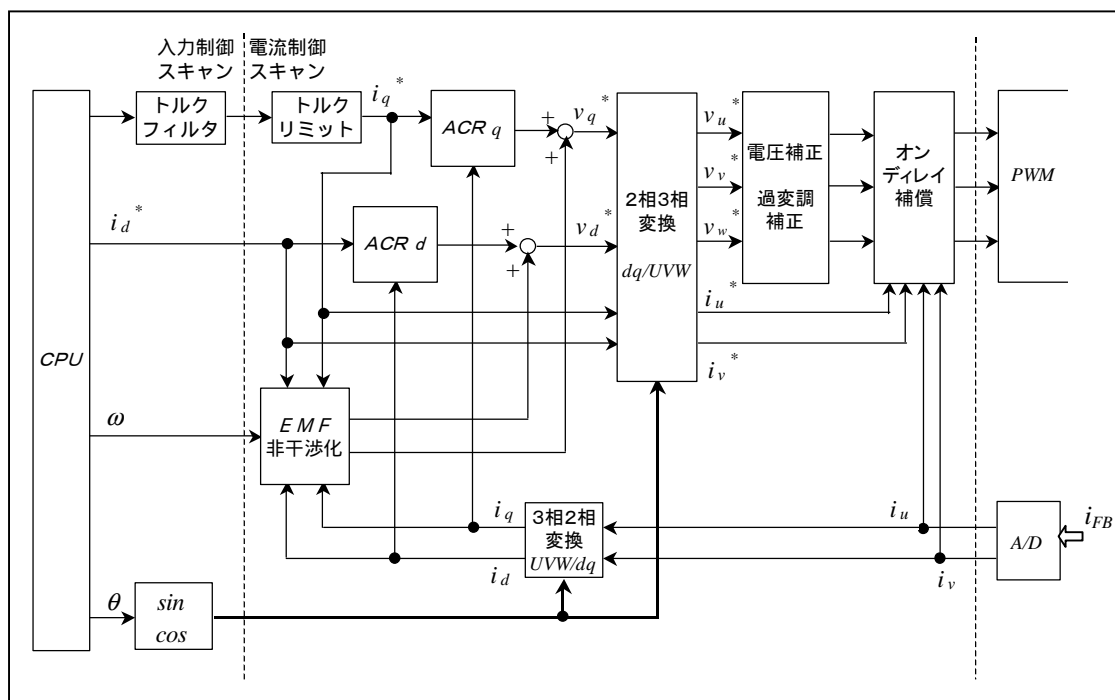 入力制御
スキャン
電流制御
スキャン
トルク
フィルタ
トルク
リミット
i_q^*
ACR q
+
+
v_q^*
2相3相
変換
dq/UVW
v_u^*
v_v^*
v_w^*
i_u^*
i_v^*
電圧補正
過変調
補正
オン
ディレイ
補償
PWM
i_d^*
ACR d
+
+
v_d^*
CPU
ω
EMF
非干渉化
i_q
i_d
3相2相
変換
UVW/dq
i_u
i_v
A/D
i_FB
θ
sin
cos